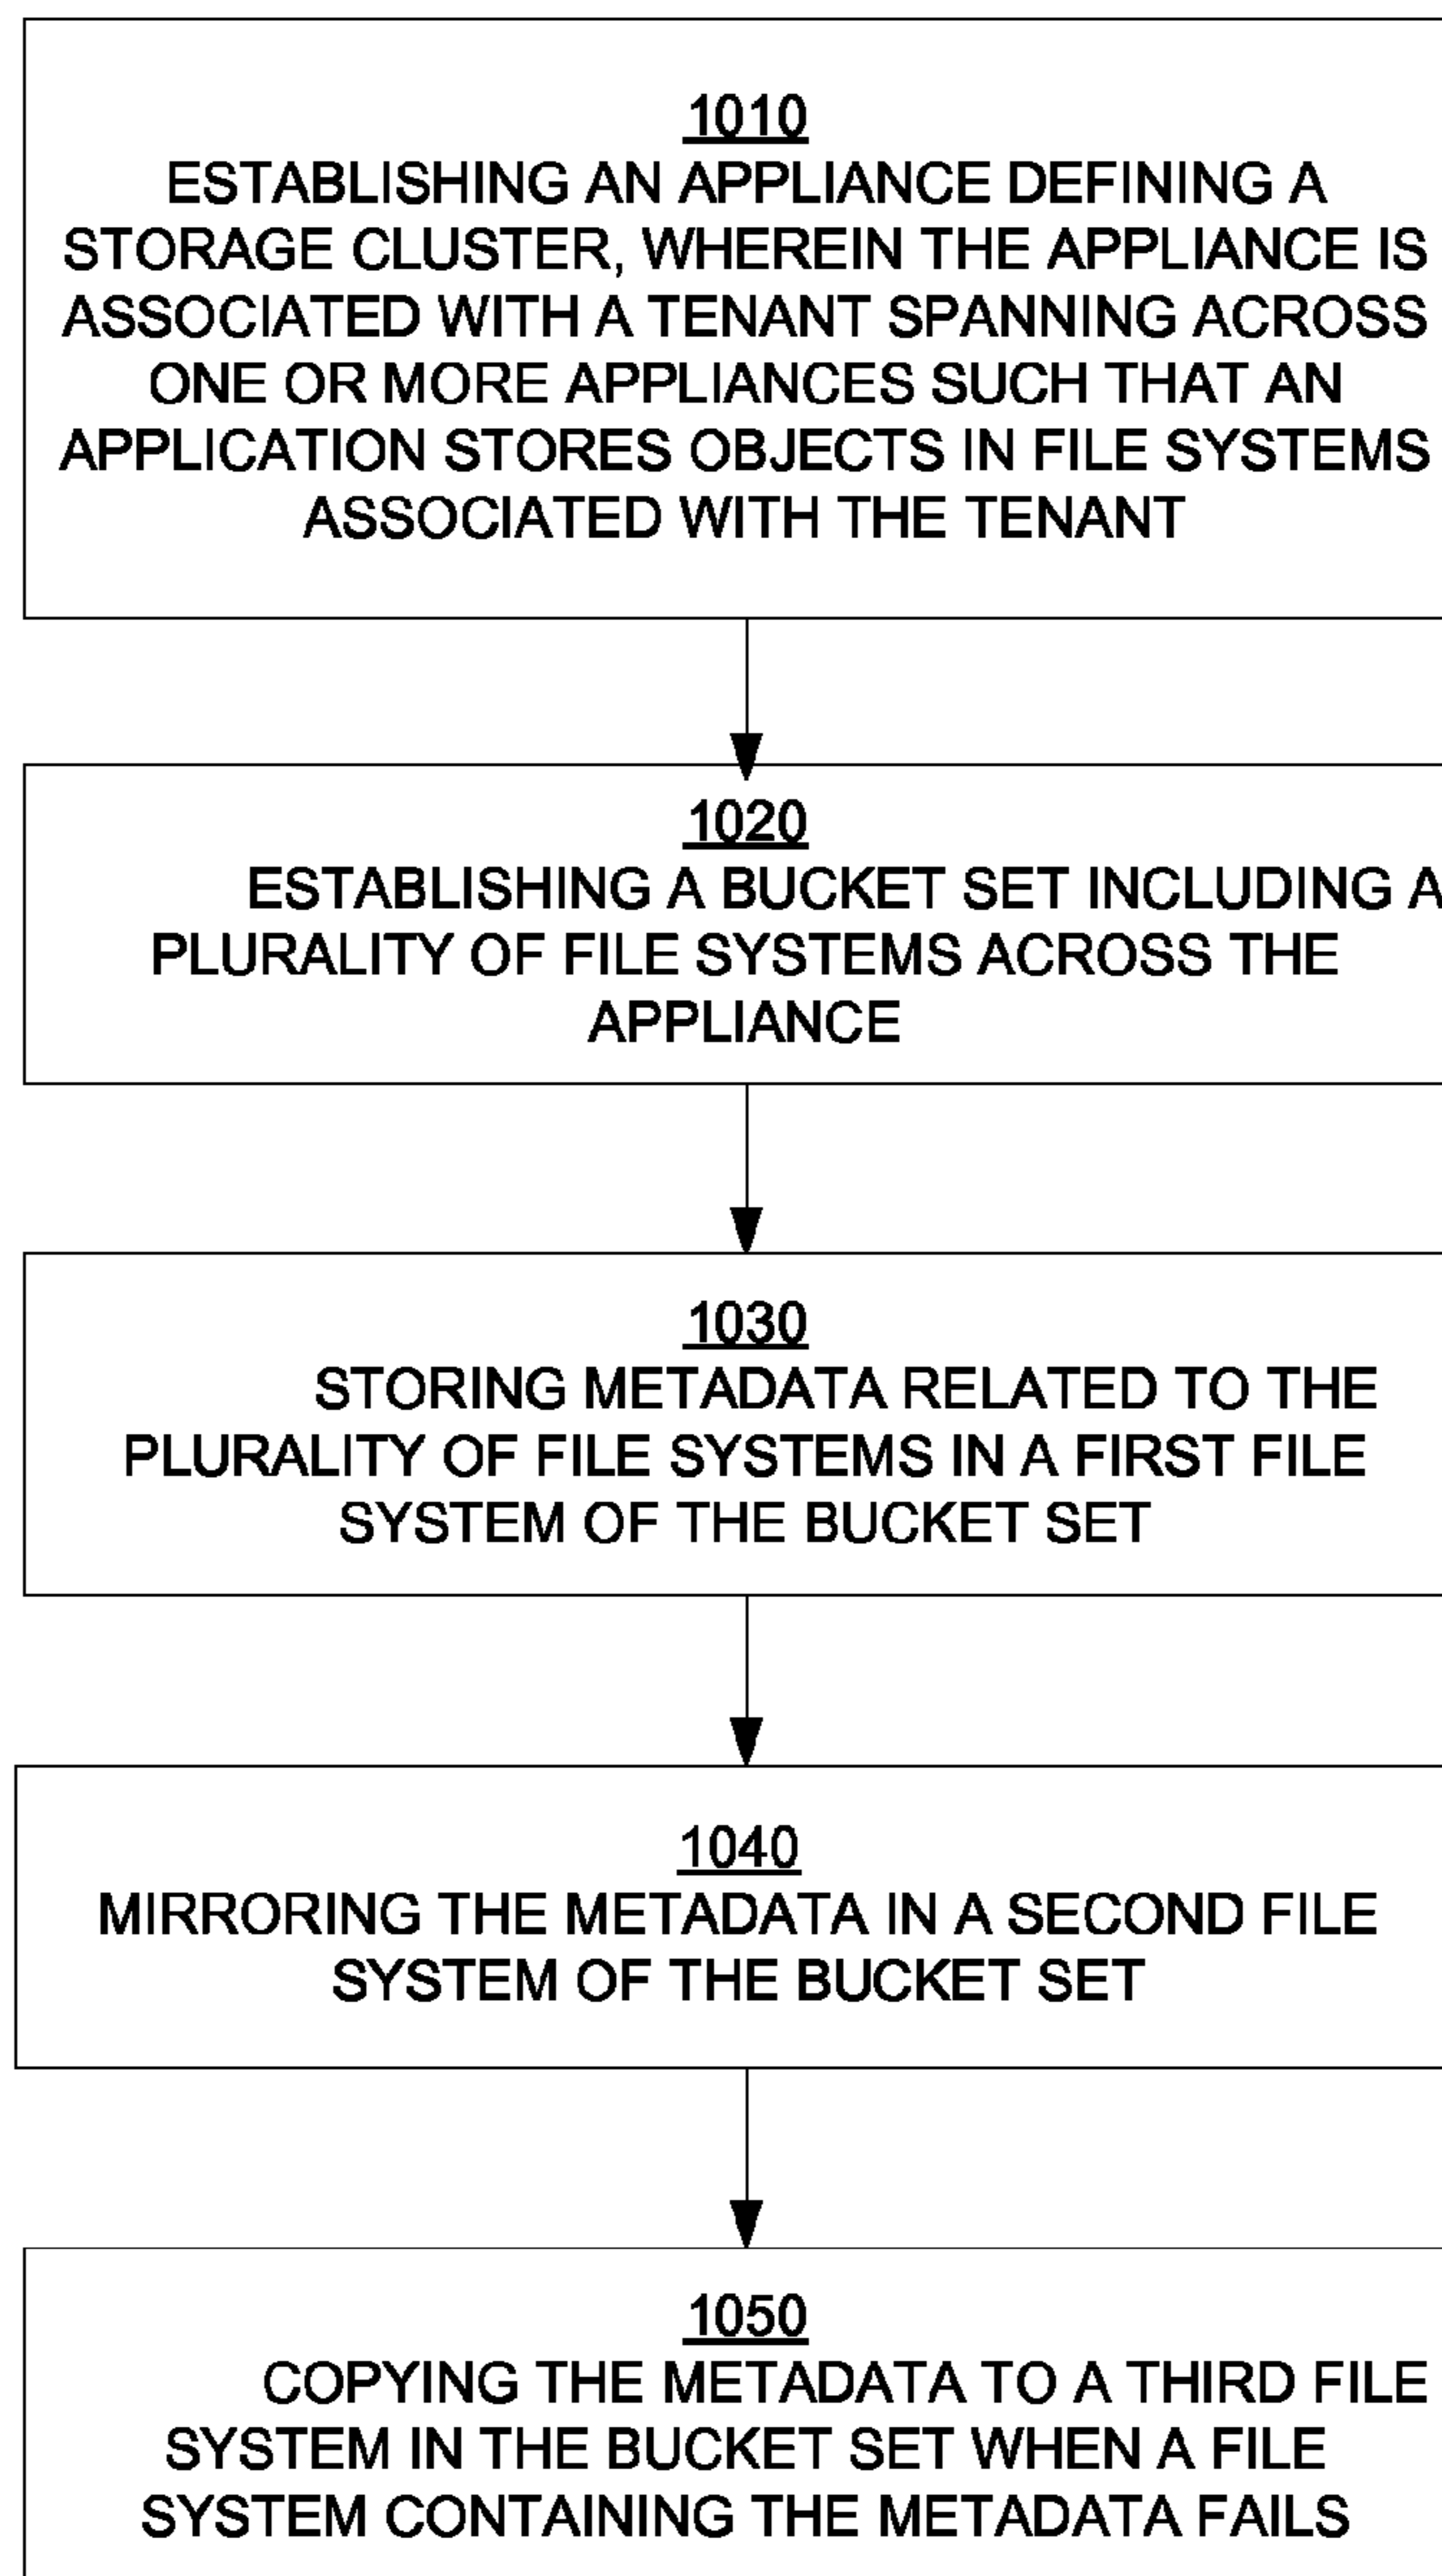 1010
ESTABLISHING AN APPLIANCE DEFINING A
STORAGE CLUSTER, WHEREIN THE APPLIANCE IS
ASSOCIATED WITH A TENANT SPANNING ACROSS
ONE OR MORE APPLIANCES SUCH THAT AN
APPLICATION STORES OBJECTS IN FILE SYSTEMS
ASSOCIATED WITH THE TENANT
1020
ESTABLISHING A BUCKET SET INCLUDING A
PLURALITY OF FILE SYSTEMS ACROSS THE
APPLIANCE
1030
STORING METADATA RELATED TO THE
PLURALITY OF FILE SYSTEMS IN A FIRST FILE
SYSTEM OF THE BUCKET SET
1040
MIRRORING THE METADATA IN A SECOND FILE
SYSTEM OF THE BUCKET SET
1050
COPYING THE METADATA TO A THIRD FILE
SYSTEM IN THE BUCKET SET WHEN A FILE
SYSTEM CONTAINING THE METADATA FAILS